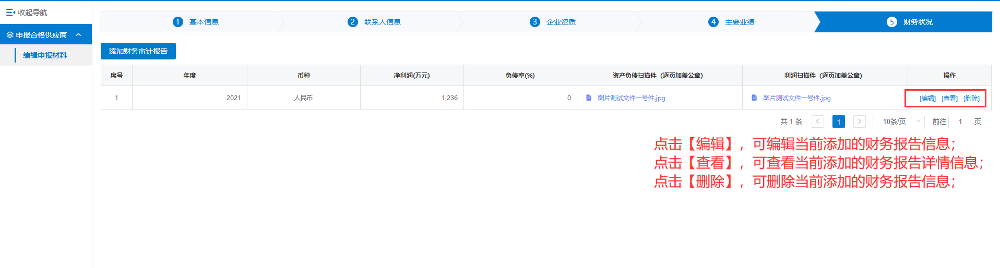 收起导航
申报合格供应商
编辑申报材料
1 基本信息
2 联系人信息
3 企业资质
4 主要业绩
5 财务状况
添加财务审计报告
序号 年度 币种 净利润(万元) 负债率(%) 资产负债扫描件（逐页加盖公章） 利润扫描件（逐页加盖公章） 操作
1 2021 人民币 1,236 0 图片测试文件一号件.jpg 图片测试文件一号件.jpg [编辑] [查看] [删除]
共 1 条 1 10条/页 前往 1 页
点击【编辑】，可编辑当前添加的财务报告信息；
点击【查看】，可查看当前添加的财务报告详情信息；
点击【删除】，可删除当前添加的财务报告信息；